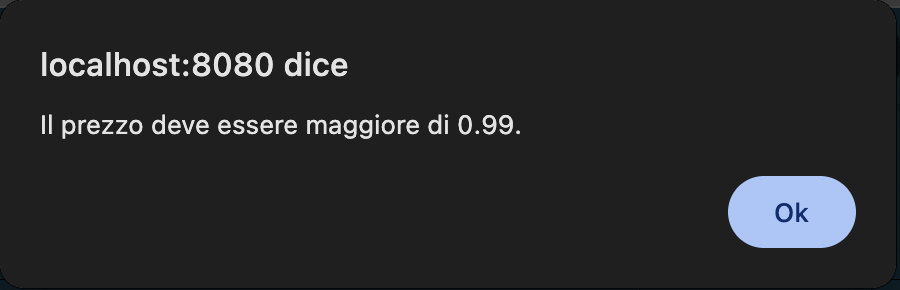 localhost:8080 dice
Il prezzo deve essere maggiore di 0.99.
Ok